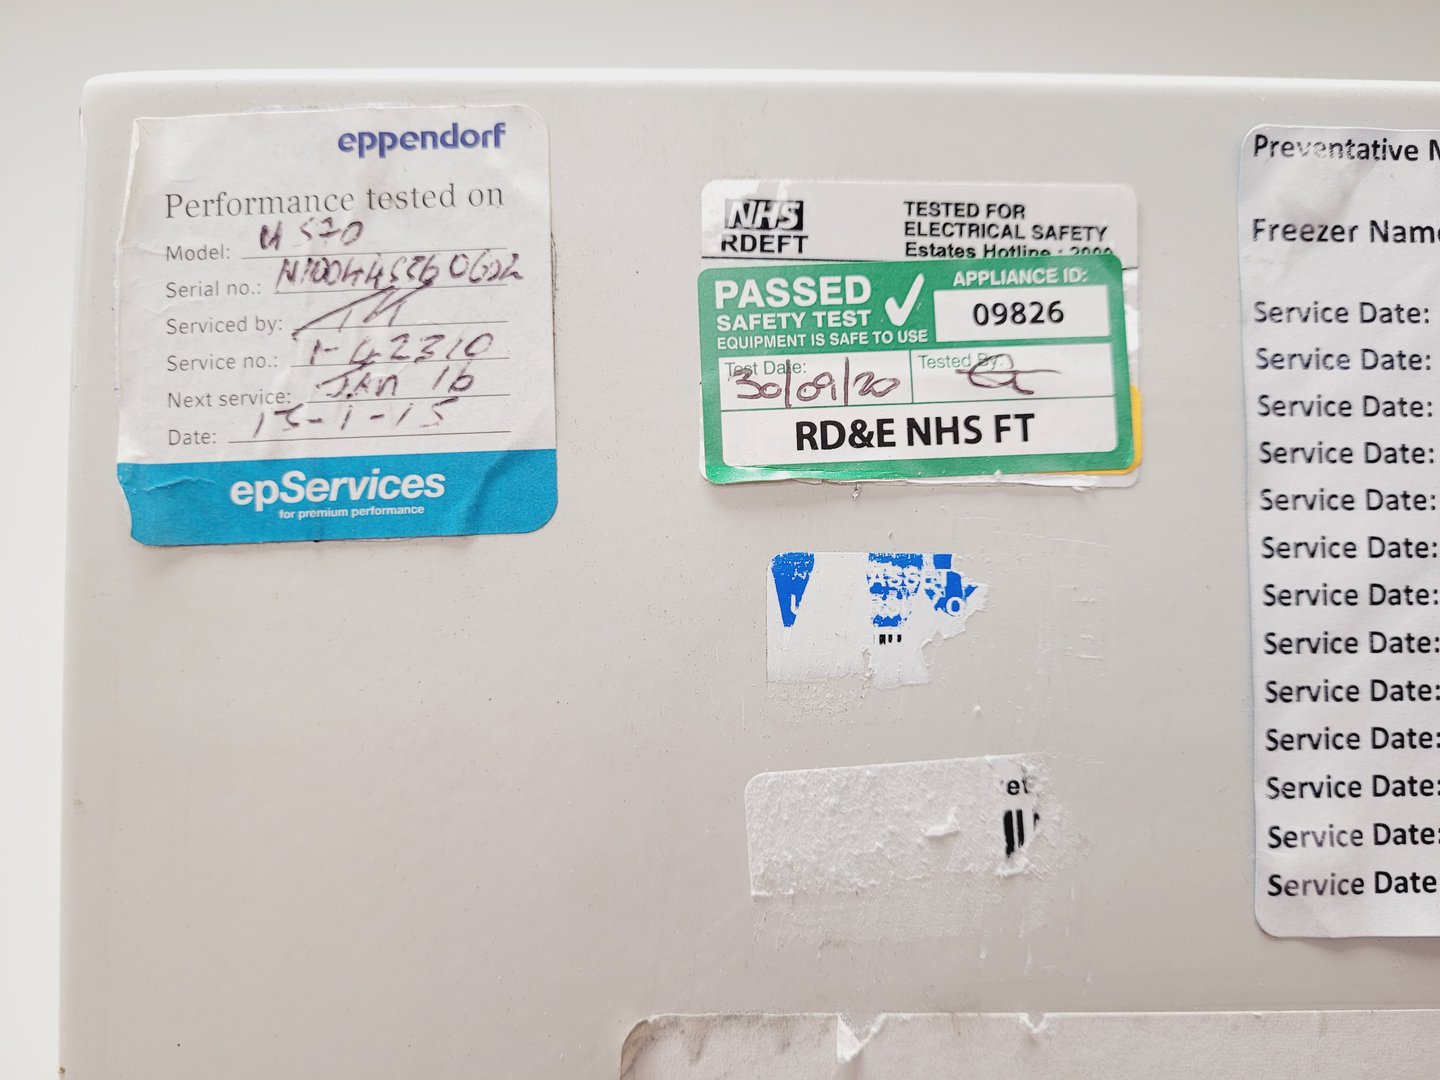 eppendorf
Performance tested on
Model: U 570
Serial no.:
Serviced by:
Service no.: 1-42310
Next service: JAN 16
Date: 15-1-15
epServices
for premium performance
NHS
RDEFT
TESTED FOR
ELECTRICAL SAFETY
Estates Hotline :
PASSED
SAFETY TEST
EQUIPMENT IS SAFE TO USE
APPLIANCE ID:
09826
Test Date:
30/09/20
Tested By:
RD&E NHS FT
ASSET
Preventative
Freezer Name
Service Date:
Service Date:
Service Date:
Service Date:
Service Date:
Service Date:
Service Date:
Service Date:
Service Date:
Service Date:
Service Date:
Service Date:
Service Date